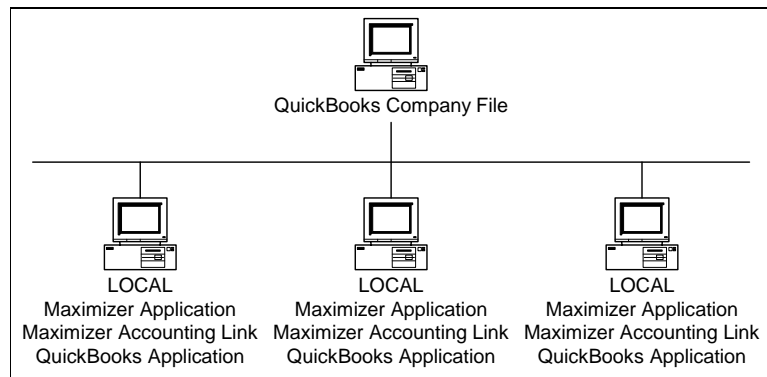 QuickBooks Company File
LOCAL
Maximizer Application
Maximizer Accounting Link
QuickBooks Application
LOCAL
Maximizer Application
Maximizer Accounting Link
QuickBooks Application
LOCAL
Maximizer Application
Maximizer Accounting Link
QuickBooks Application